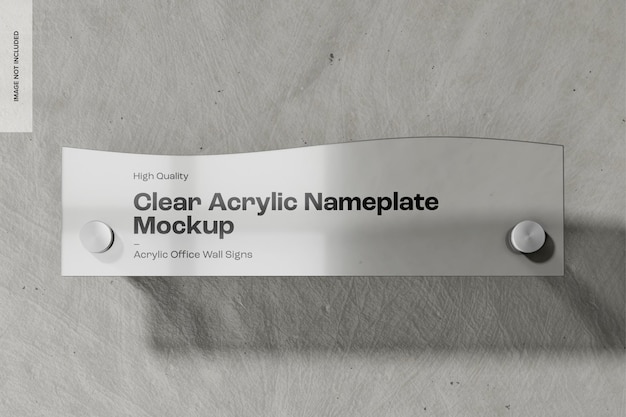 IMAGE NOT INCLUDED
High Quality
Clear Acrylic Nameplate
Mockup
–
Acrylic Office Wall Signs